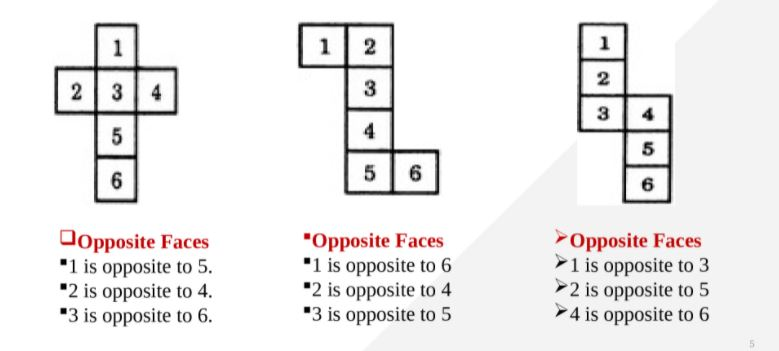 1
2 3 4
5
6
❑Opposite Faces
▪1 is opposite to 5.
▪2 is opposite to 4.
▪3 is opposite to 6.
1 2
3
4
5 6
▪Opposite Faces
▪1 is opposite to 6
▪2 is opposite to 4
▪3 is opposite to 5
1
2
3 4
5
6
➢Opposite Faces
➢1 is opposite to 3
➢2 is opposite to 5
➢4 is opposite to 6
5